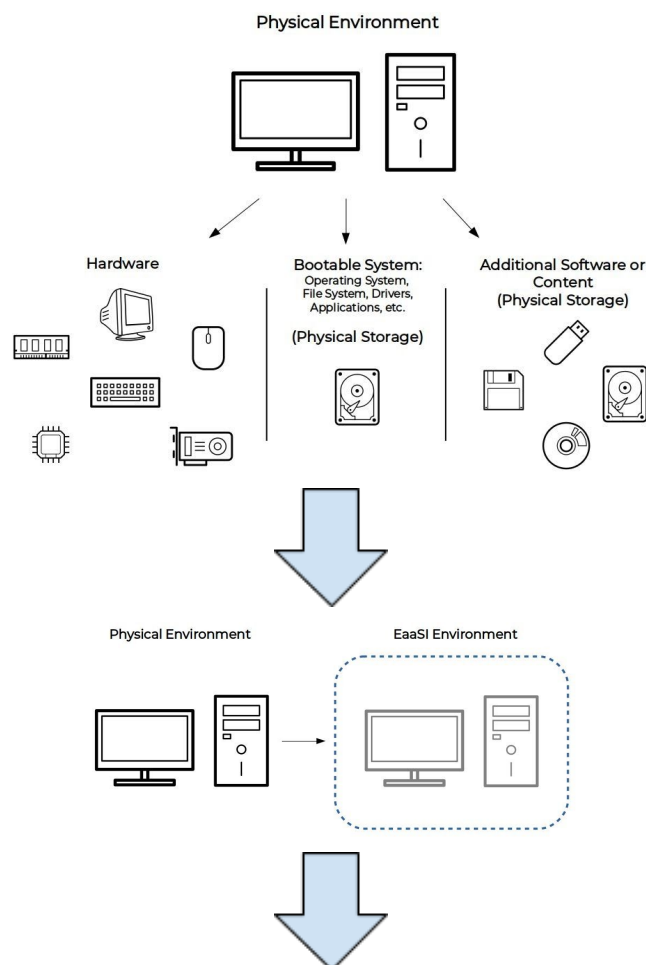 Physical Environment
Hardware
Bootable System:
Operating System,
File System, Drivers,
Applications, etc.
(Physical Storage)
Additional Software or
Content
(Physical Storage)
Physical Environment
EaaSI Environment